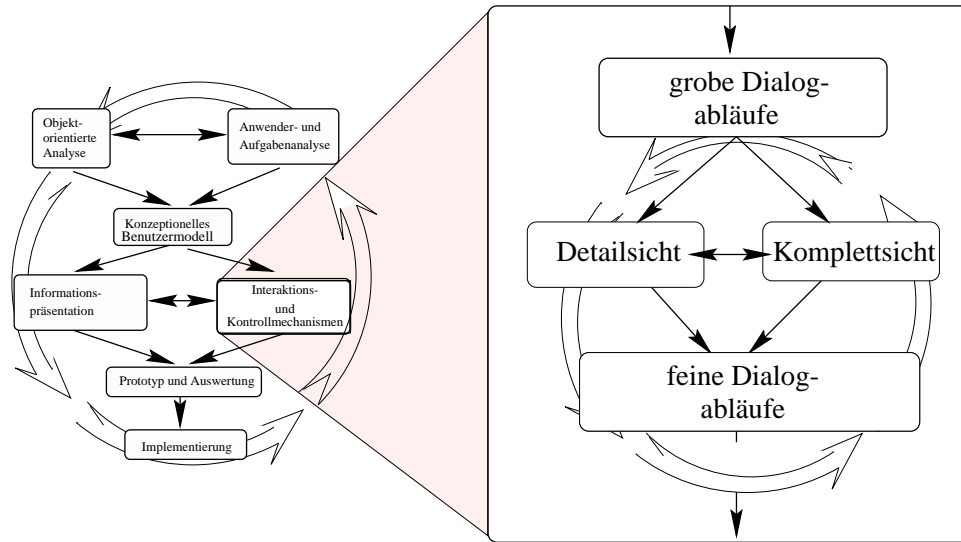 Objekt-
orientierte
Analyse
Anwender- und
Aufgabenanalyse
Konzeptionelles
Benutzermodell
Informations-
präsentation
Interaktions-
und
Kontrollmechanismen
Prototyp und Auswertung
Implementierung
grobe Dialog-
abläufe
Detailsicht
Komplettsicht
feine Dialog-
abläufe